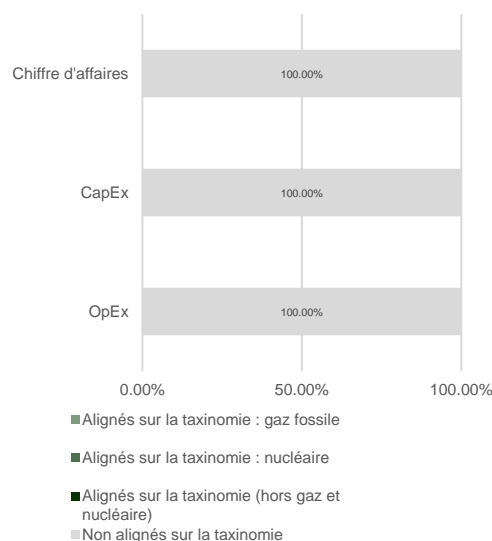 Chiffre d'affaires
100.00%
CapEx
100.00%
OpEx
100.00%
0.00% 50.00% 100.00%
Alignés sur la taxinomie : gaz fossile
Alignés sur la taxinomie : nucléaire
Alignés sur la taxinomie (hors gaz et
nucléaire)
Non alignés sur la taxinomie